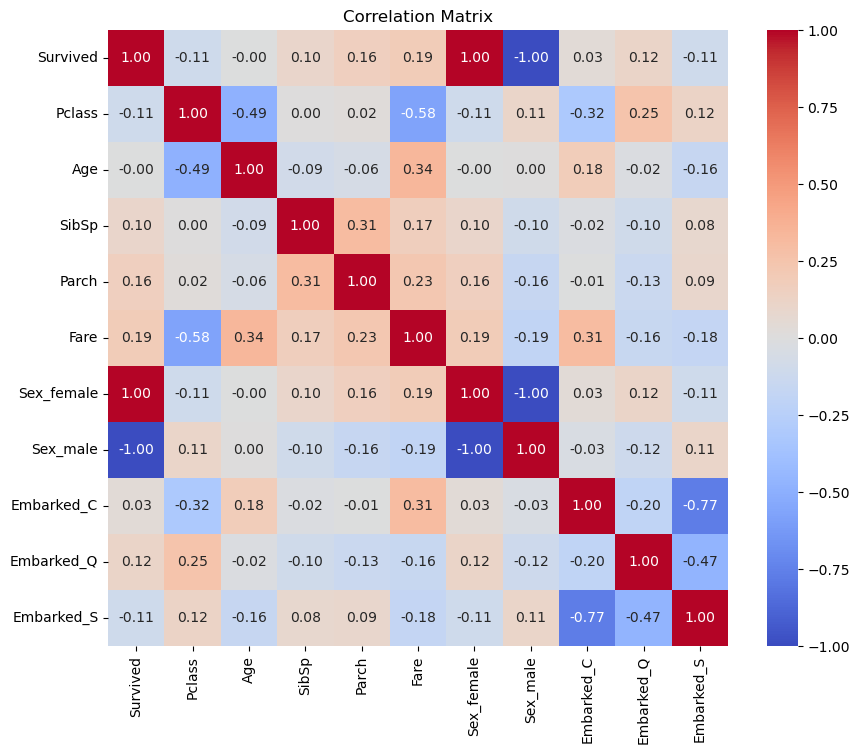 Correlation Matrix
Survived 1.00 -0.11 -0.00 0.10 0.16 0.19 1.00 -1.00 0.03 0.12 -0.11
Pclass -0.11 1.00 -0.49 0.00 0.02 -0.58 -0.11 0.11 -0.32 0.25 0.12
Age -0.00 -0.49 1.00 -0.09 -0.06 0.34 -0.00 0.00 0.18 -0.02 -0.16
SibSp 0.10 0.00 -0.09 1.00 0.31 0.17 0.10 -0.10 -0.02 -0.10 0.08
Parch 0.16 0.02 -0.06 0.31 1.00 0.23 0.16 -0.16 -0.01 -0.13 0.09
Fare 0.19 -0.58 0.34 0.17 0.23 1.00 0.19 -0.19 0.31 -0.16 -0.18
Sex_female 1.00 -0.11 -0.00 0.10 0.16 0.19 1.00 -1.00 0.03 0.12 -0.11
Sex_male -1.00 0.11 0.00 -0.10 -0.16 -0.19 -1.00 1.00 -0.03 -0.12 0.11
Embarked_C 0.03 -0.32 0.18 -0.02 -0.01 0.31 0.03 -0.03 1.00 -0.20 -0.77
Embarked_Q 0.12 0.25 -0.02 -0.10 -0.13 -0.16 0.12 -0.12 -0.20 1.00 -0.47
Embarked_S -0.11 0.12 -0.16 0.08 0.09 -0.18 -0.11 0.11 -0.77 -0.47 1.00
Survived
Pclass
Age
SibSp
Parch
Fare
Sex_female
Sex_male
Embarked_C
Embarked_Q
Embarked_S
1.00
0.75
0.50
0.25
0.00
−0.25
−0.50
−0.75
−1.00